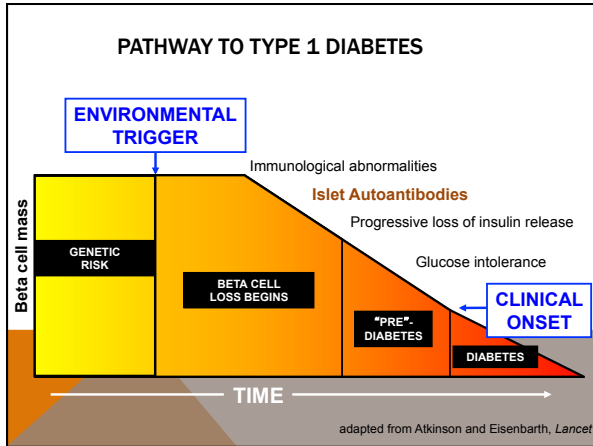 PATHWAY TO TYPE 1 DIABETES
ENVIRONMENTAL
TRIGGER
Immunological abnormalities
Islet Autoantibodies
Progressive loss of insulin release
Glucose intolerance
Beta cell mass
GENETIC
RISK
BETA CELL
LOSS BEGINS
"PRE"-
DIABETES
CLINICAL
ONSET
DIABETES
TIME
adapted from Atkinson and Eisenbarth, Lancet